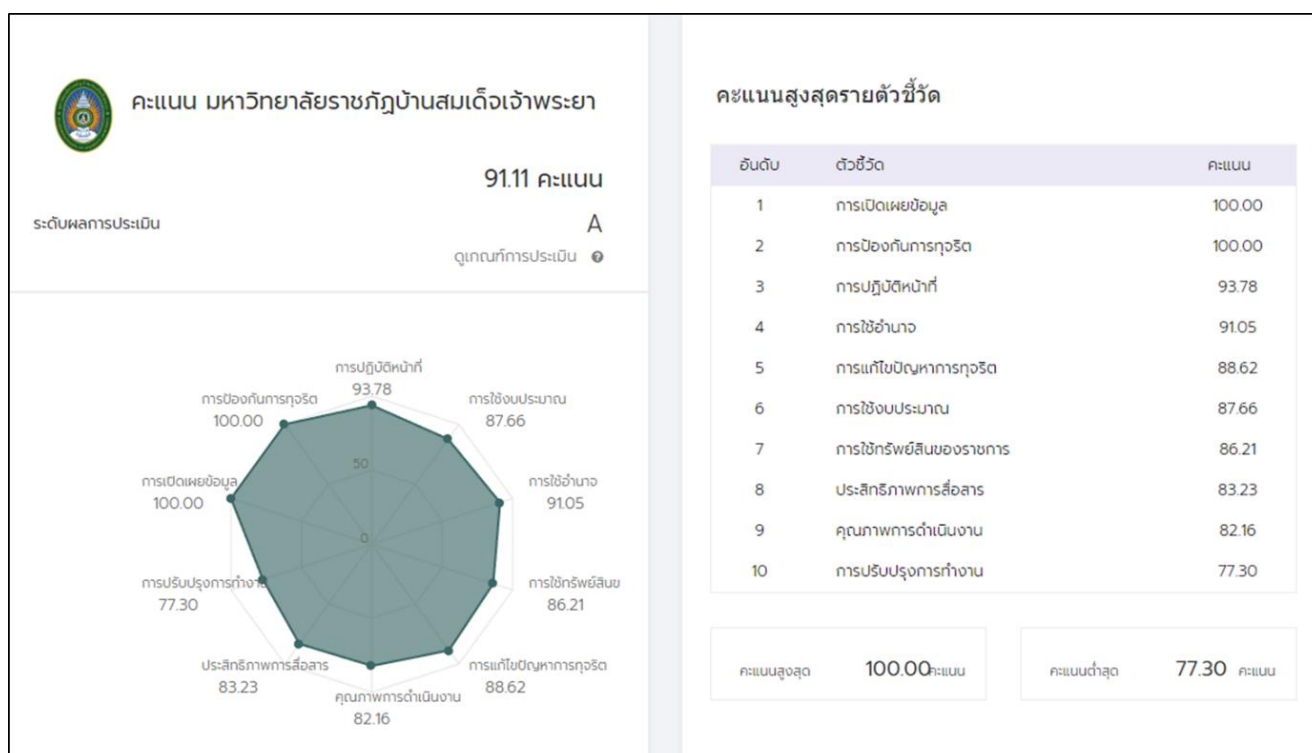 คะแนน มหาวิทยาลัยราชภัฏบ้านสมเด็จเจ้าพระยา
91.11 คะแนน
ระดับผลการประเมิน A
ดูเกณฑ์การประเมิน
การปฏิบัติหน้าที่
93.78
การป้องกันการทุจริต
100.00
การใช้งบประมาณ
87.66
50
การเปิดเผยข้อมูล
100.00
การใช้อำนาจ
91.05
0
การปรับปรุงการทำงาน
77.30
การใช้ทรัพย์สินข
86.21
ประสิทธิภาพการสื่อสาร
83.23
การแก้ไขปัญหาการทุจริต
88.62
คุณภาพการดำเนินงาน
82.16
คะแนนสูงสุดรายตัวชี้วัด
อันดับ ตัวชี้วัด คะแนน
1 การเปิดเผยข้อมูล 100.00
2 การป้องกันการทุจริต 100.00
3 การปฏิบัติหน้าที่ 93.78
4 การใช้อำนาจ 91.05
5 การแก้ไขปัญหาการทุจริต 88.62
6 การใช้งบประมาณ 87.66
7 การใช้ทรัพย์สินของราชการ 86.21
8 ประสิทธิภาพการสื่อสาร 83.23
9 คุณภาพการดำเนินงาน 82.16
10 การปรับปรุงการทำงาน 77.30
คะแนนสูงสุด 100.00คะแนน
คะแนนต่ำสุด 77.30 คะแนน